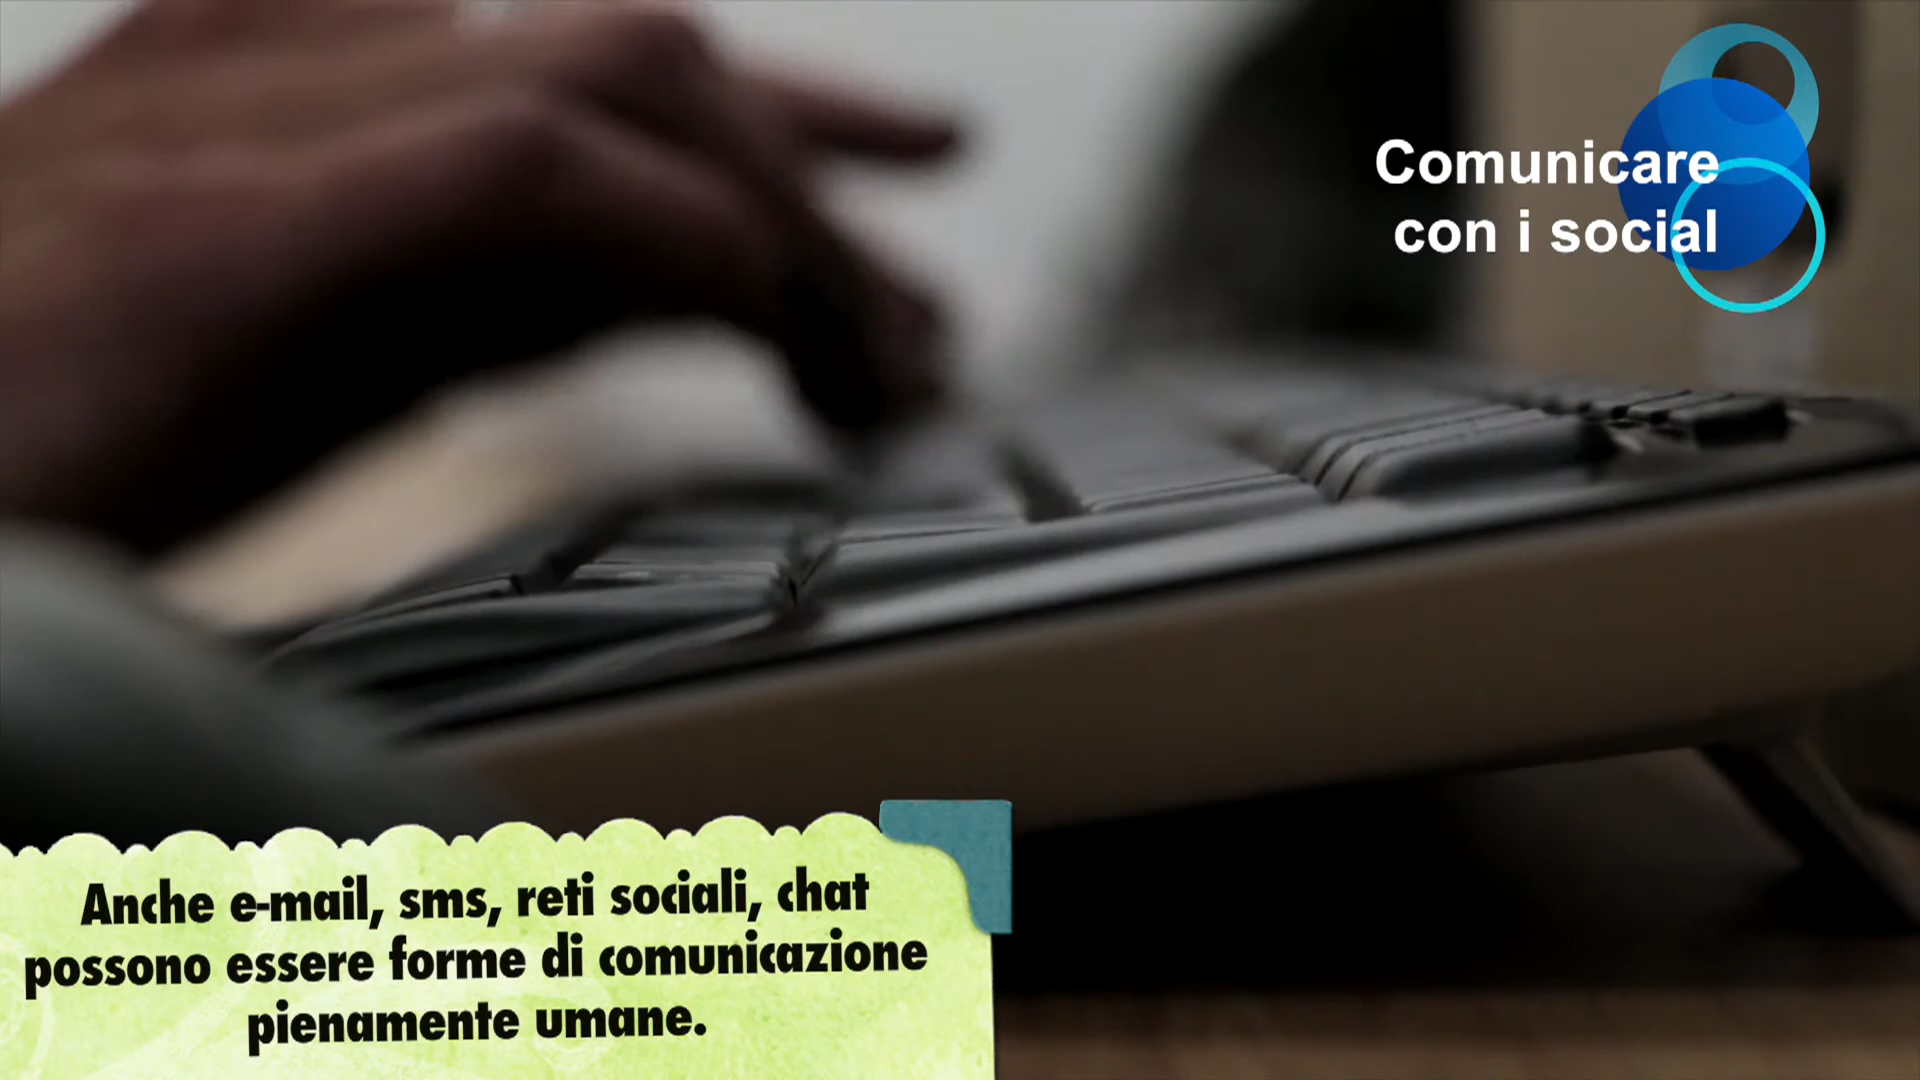 Comunicare
con i social
Anche e-mail, sms, reti sociali, chat
possono essere forme di comunicazione
pienamente umane.